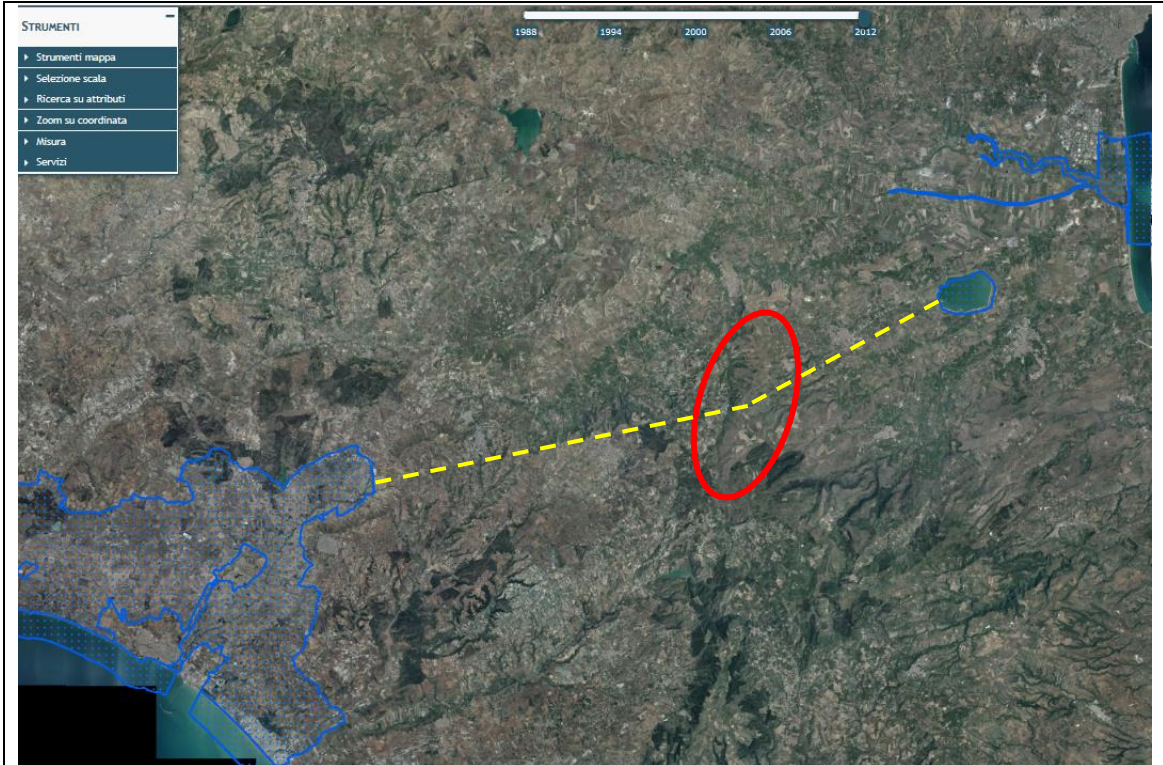 STRUMENTI
Strumenti mappa
Selezione scala
Ricerca su attributi
Zoom su coordinata
Misura
Servizi
1988 1994 2000 2006 2012